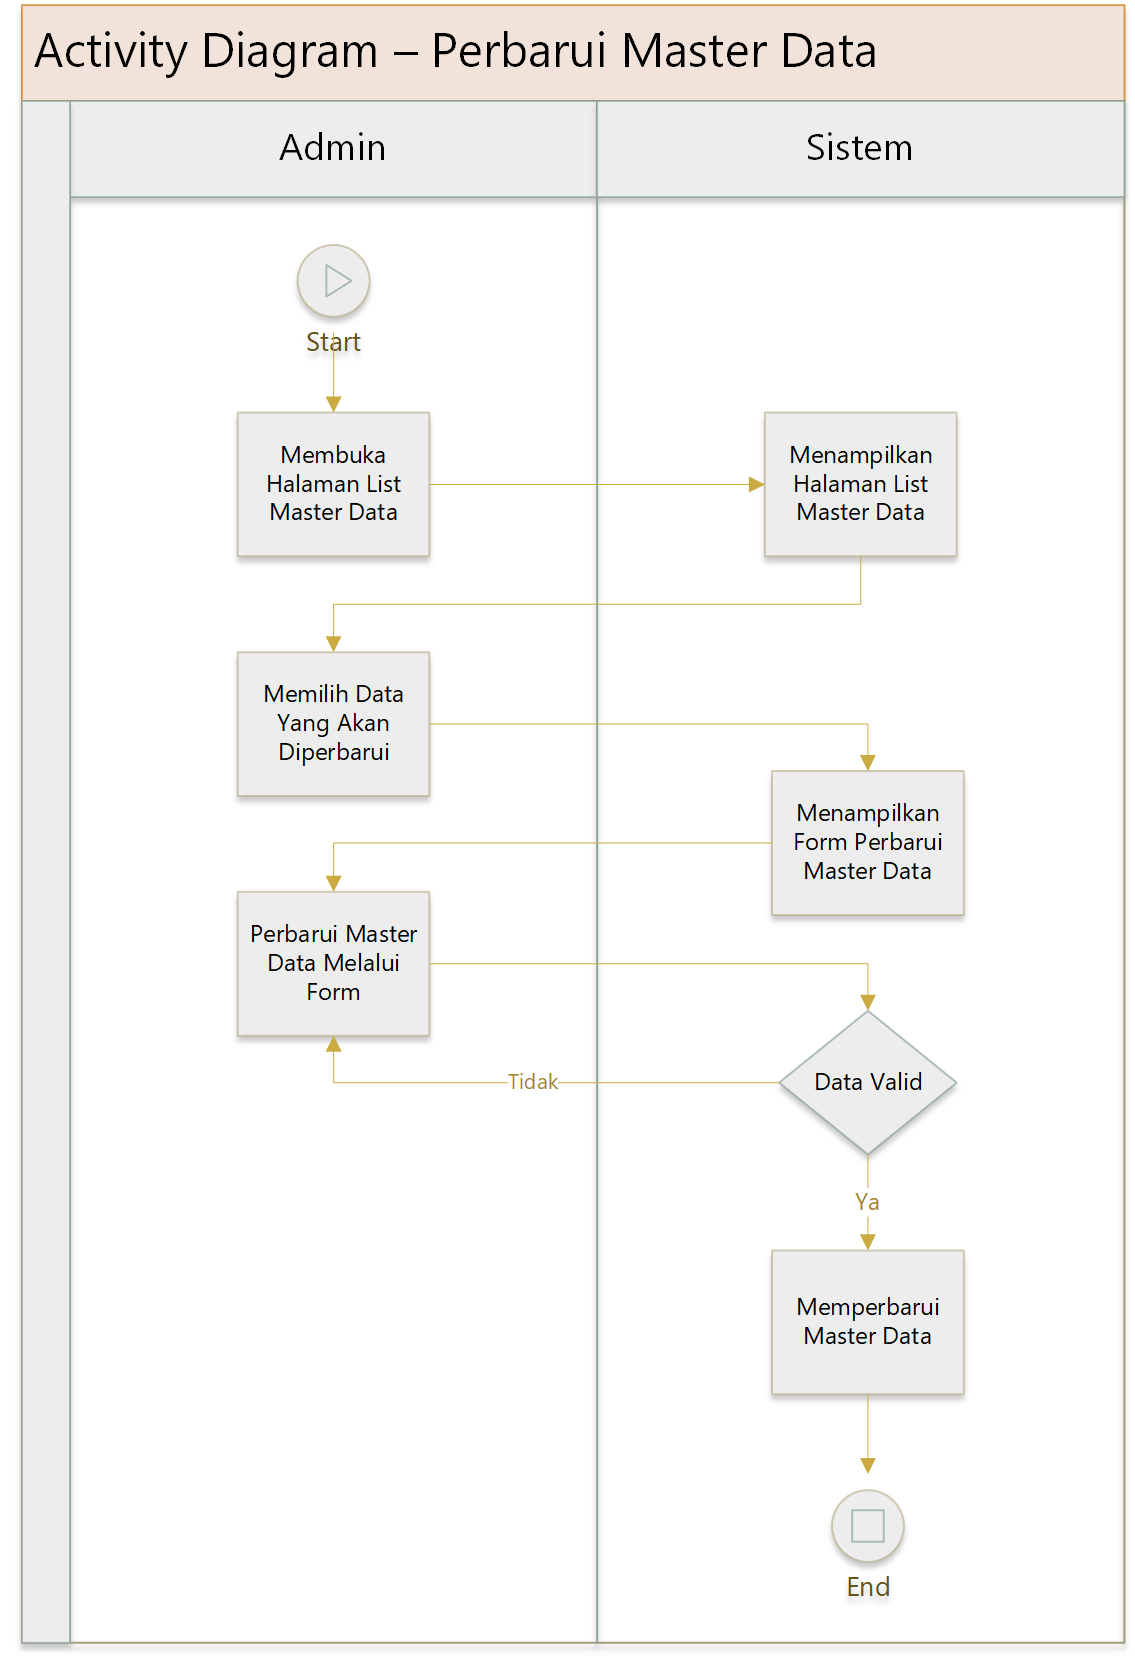 Activity Diagram – Perbarui Master Data
Admin
Sistem
Start
Membuka
Halaman List
Master Data
Menampilkan
Halaman List
Master Data
Memilih Data
Yang Akan
Diperbarui
Menampilkan
Form Perbarui
Master Data
Perbarui Master
Data Melalui
Form
Data Valid
Tidak
Ya
Memperbarui
Master Data
End